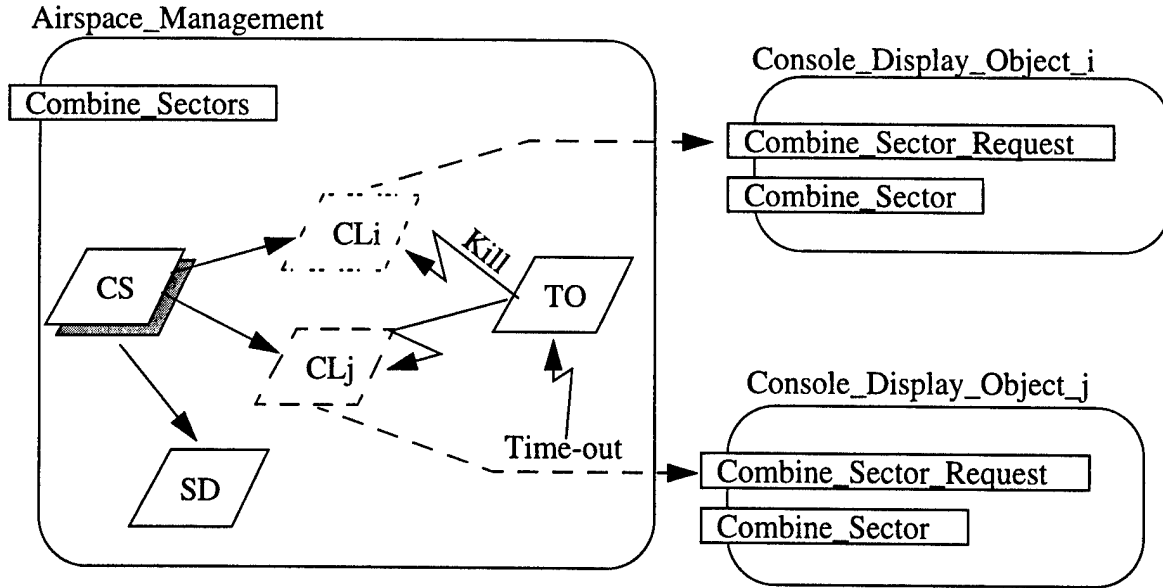 Airspace_Management
Combine_Sectors
CS
CLi
Kill
TO
CLj
Time-out
SD
Console_Display_Object_i
Combine_Sector_Request
Combine_Sector
Console_Display_Object_j
Combine_Sector_Request
Combine_Sector